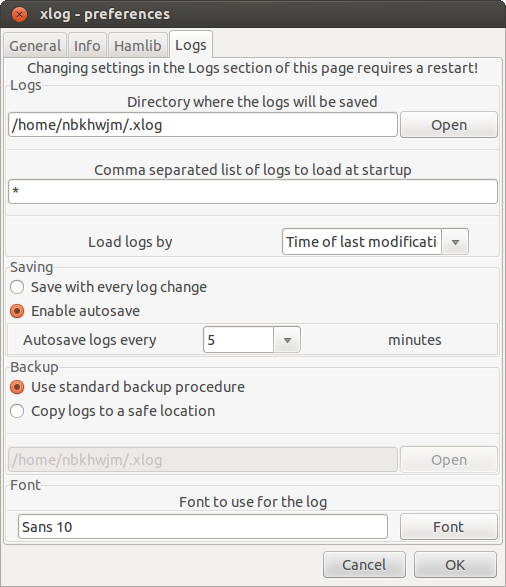 xlog - preferences
General Info Hamlib Logs
Changing settings in the Logs section of this page requires a restart!
Logs
Directory where the logs will be saved
/home/nbkhwjm/.xlog Open
Comma separated list of logs to load at startup
*
Load logs by Time of last modificati
Saving
Save with every log change
Enable autosave
Autosave logs every 5 minutes
Backup
Use standard backup procedure
Copy logs to a safe location
/home/nbkhwjm/.xlog Open
Font
Font to use for the log
Sans 10 Font
Cancel OK